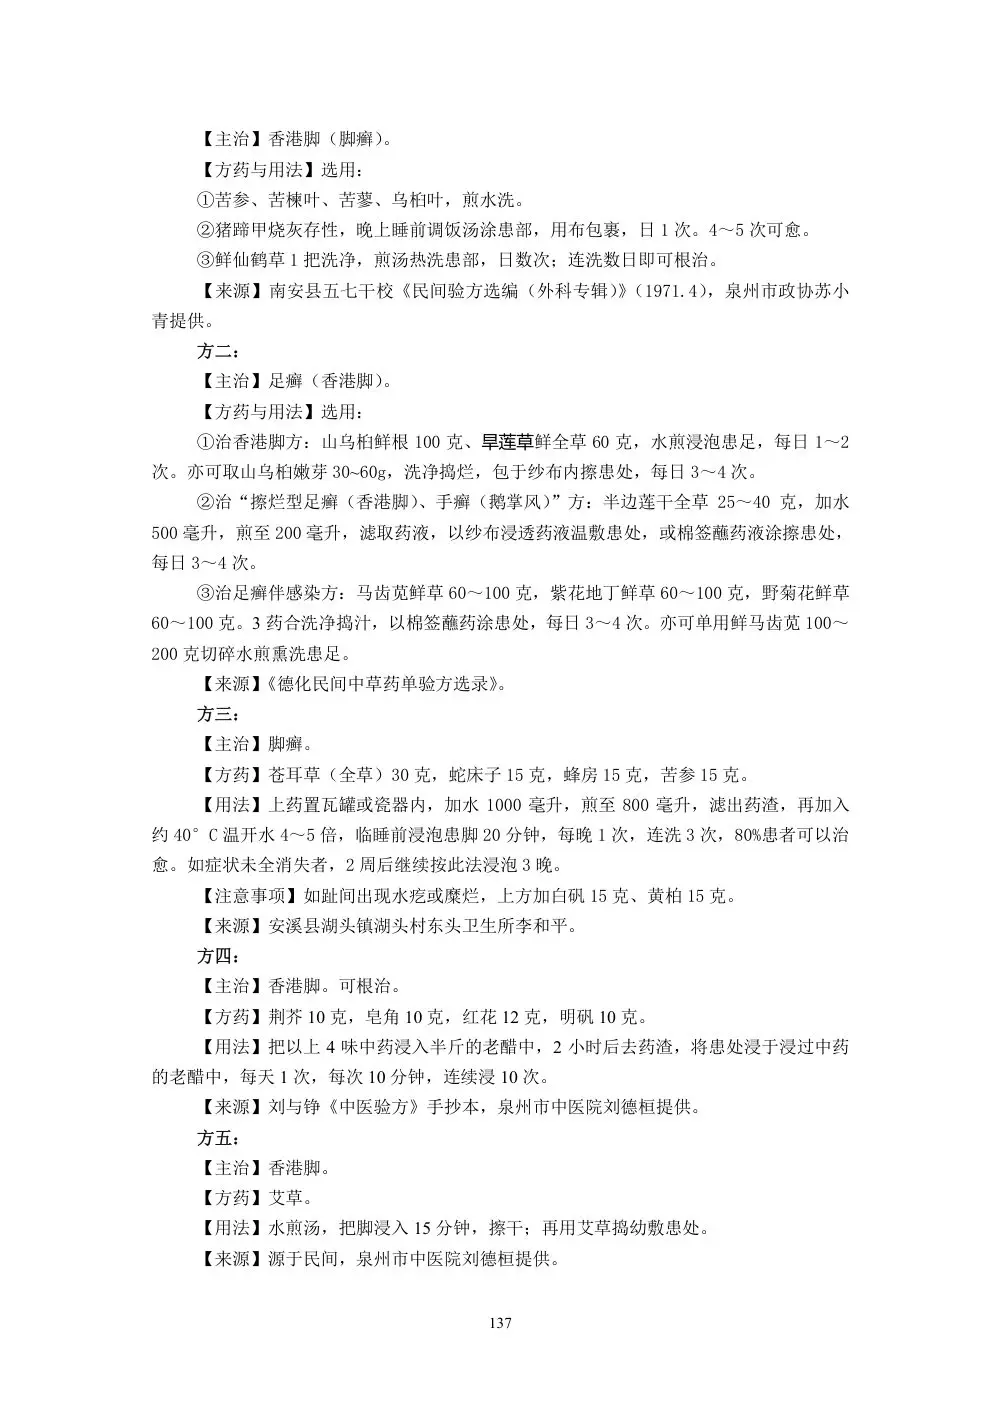 【主治】香港脚（脚癣）。
【方药与用法】选用：
①苦参、苦楝叶、苦蓼、乌桕叶，煎水洗。
②猪蹄甲烧灰存性，晚上睡前调饭汤涂患部，用布包裹，日 1 次。4～5 次可愈。
③鲜仙鹤草 1 把洗净，煎汤热洗患部，日数次；连洗数日即可根治。
【来源】南安县五七干校《民间验方选编（外科专辑）》（1971.4），泉州市政协苏小
青提供。
方二：
【主治】足癣（香港脚）。
【方药与用法】选用：
①治香港脚方：山乌桕鲜根 100 克、旱莲草鲜全草 60 克，水煎浸泡患足，每日 1～2
次。亦可取山乌桕嫩芽 30~60g，洗净捣烂，包于纱布内擦患处，每日 3～4 次。
②治“擦烂型足癣（香港脚）、手癣（鹅掌风）”方：半边莲干全草 25～40 克，加水
500 毫升，煎至 200 毫升，滤取药液，以纱布浸透药液温敷患处，或棉签蘸药液涂擦患处，
每日 3～4 次。
③治足癣伴感染方：马齿苋鲜草 60～100 克，紫花地丁鲜草 60～100 克，野菊花鲜草
60～100 克。3 药合洗净捣汁，以棉签蘸药涂患处，每日 3～4 次。亦可单用鲜马齿苋 100～
200 克切碎水煎熏洗患足。
【来源】《德化民间中草药单验方选录》。
方三：
【主治】脚癣。
【方药】苍耳草（全草）30 克，蛇床子 15 克，蜂房 15 克，苦参 15 克。
【用法】上药置瓦罐或瓷器内，加水 1000 毫升，煎至 800 毫升，滤出药渣，再加入
约 40° C 温开水 4～5 倍，临睡前浸泡患脚 20 分钟，每晚 1 次，连洗 3 次，80%患者可以治
愈。如症状未全消失者，2 周后继续按此法浸泡 3 晚。
【注意事项】如趾间出现水疙或糜烂，上方加白矾 15 克、黄柏 15 克。
【来源】安溪县湖头镇湖头村东头卫生所李和平。
方四：
【主治】香港脚。可根治。
【方药】荆芥 10 克，皂角 10 克，红花 12 克，明矾 10 克。
【用法】把以上 4 味中药浸入半斤的老醋中，2 小时后去药渣，将患处浸于浸过中药
的老醋中，每天 1 次，每次 10 分钟，连续浸 10 次。
【来源】刘与铮《中医验方》手抄本，泉州市中医院刘德桓提供。
方五：
【主治】香港脚。
【方药】艾草。
【用法】水煎汤，把脚浸入 15 分钟，擦干；再用艾草捣幼敷患处。
【来源】源于民间，泉州市中医院刘德桓提供。
137